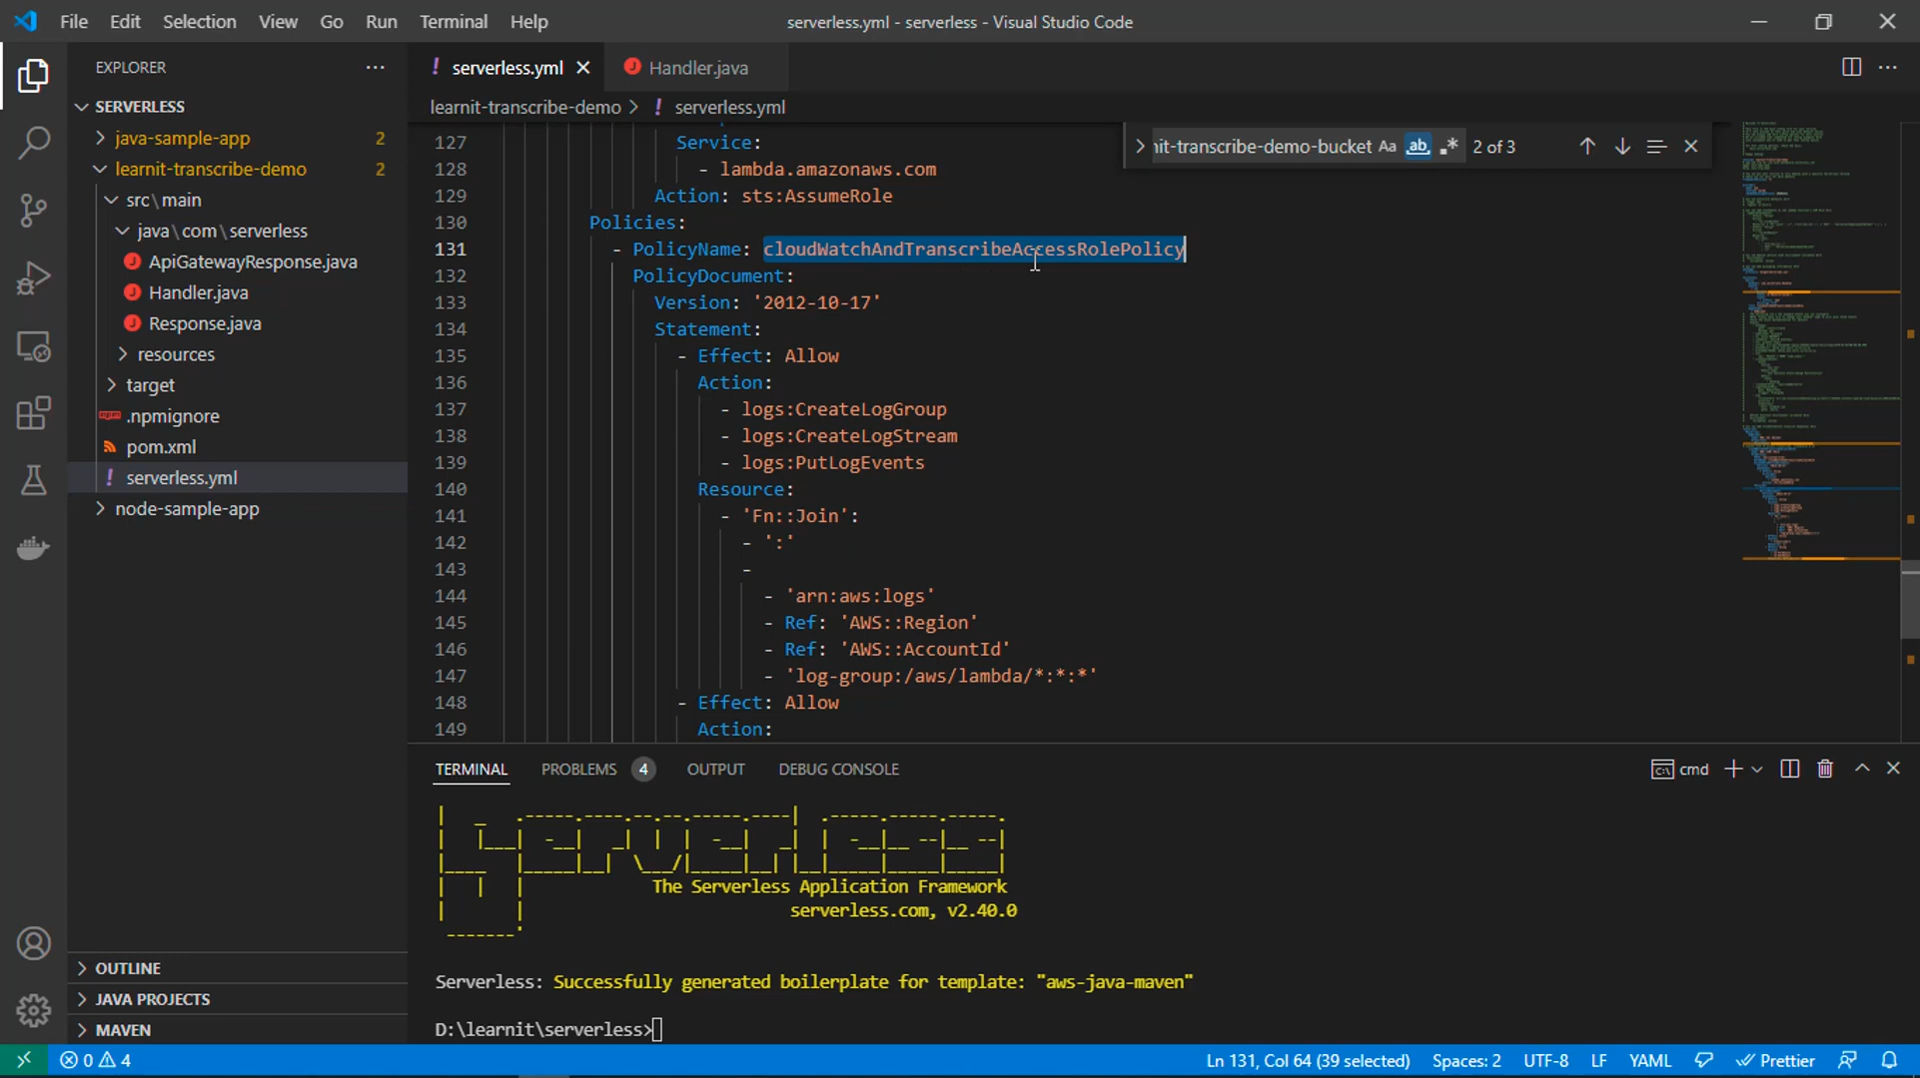 File Edit Selection View Go Run Terminal Help
serverless.yml - serverless - Visual Studio Code
EXPLORER
SERVERLESS
java-sample-app 2
learnit-transcribe-demo 2
src\main
java\com\serverless
ApiGatewayResponse.java
Handler.java
Response.java
resources
target
.npmignore
pom.xml
serverless.yml
node-sample-app
OUTLINE
JAVA PROJECTS
MAVEN
serverless.yml
Handler.java
learnit-transcribe-demo > serverless.yml
nit-transcribe-demo-bucket Aa ab .* 2 of 3
127 Service:
128 - lambda.amazonaws.com
129 Action: sts:AssumeRole
130 Policies:
131 - PolicyName: cloudWatchAndTranscribeAccessRolePolicy
132 PolicyDocument:
133 Version: '2012-10-17'
134 Statement:
135 - Effect: Allow
136 Action:
137 - logs:CreateLogGroup
138 - logs:CreateLogStream
139 - logs:PutLogEvents
140 Resource:
141 - 'Fn::Join':
142 - ':'
143 -
144 - 'arn:aws:logs'
145 - Ref: 'AWS::Region'
146 - Ref: 'AWS::AccountId'
147 - 'log-group:/aws/lambda/*:*:*'
148 - Effect: Allow
149 Action:
TERMINAL PROBLEMS 4 OUTPUT DEBUG CONSOLE
cmd
Serverless
The Serverless Application Framework
serverless.com, v2.40.0
Serverless: Successfully generated boilerplate for template: "aws-java-maven"
D:\learnit\serverless>
0 4
Ln 131, Col 64 (39 selected) Spaces: 2 UTF-8 LF YAML Prettier